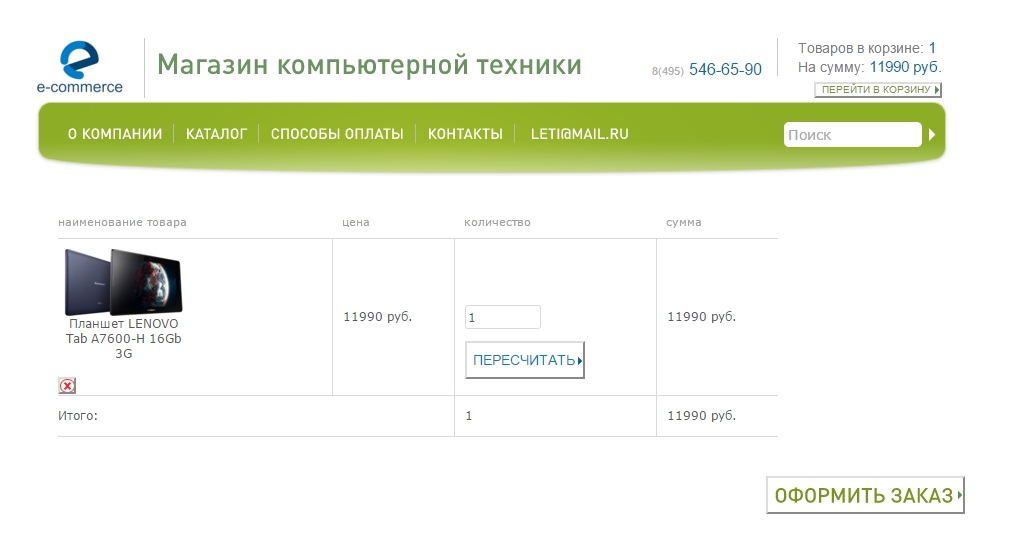 e-commerce
Магазин компьютерной техники
8(495) 546-65-90
Товаров в корзине: 1
На сумму: 11990 руб.
ПЕРЕЙТИ В КОРЗИНУ
О КОМПАНИИ КАТАЛОГ СПОСОБЫ ОПЛАТЫ КОНТАКТЫ LETI@MAIL.RU Поиск
наименование товара цена количество сумма
Планшет LENOVO
Tab A7600-H 16Gb
3G
11990 руб.
1
ПЕРЕСЧИТАТЬ
11990 руб.
Итого: 1 11990 руб.
ОФОРМИТЬ ЗАКАЗ